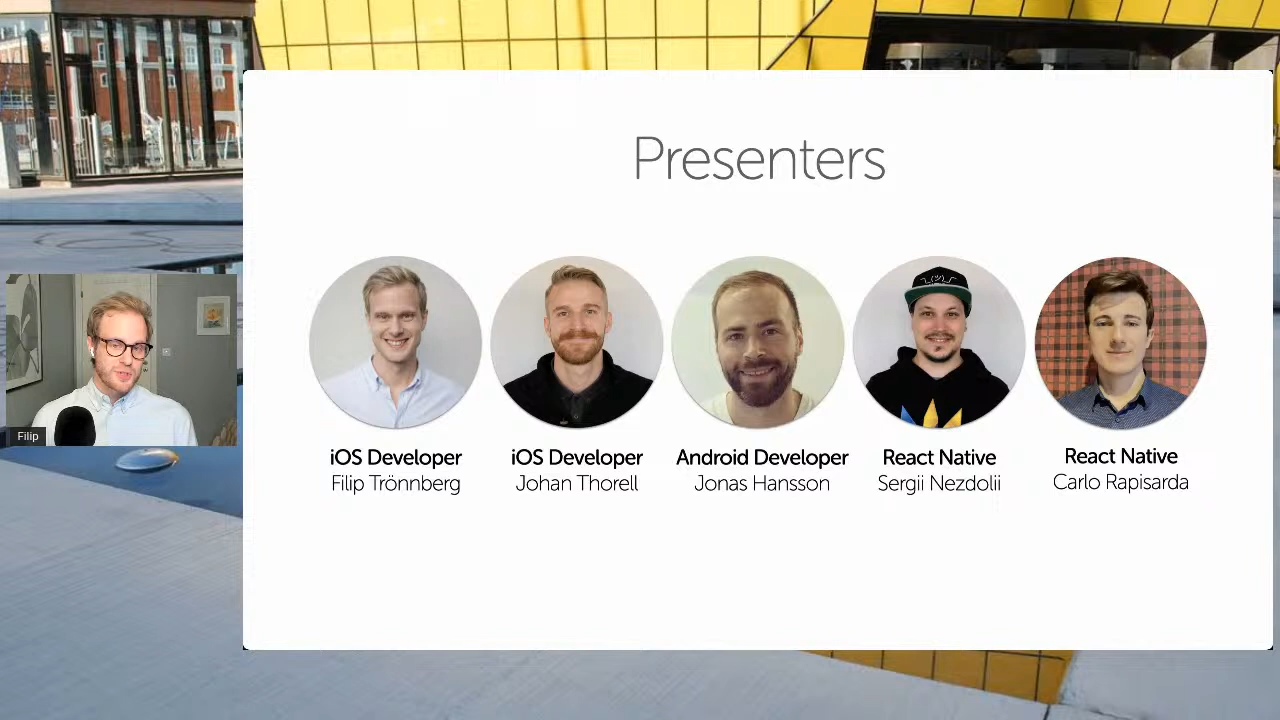 Presenters
Filip
iOS Developer
Filip Trönnberg
iOS Developer
Johan Thorell
Android Developer
Jonas Hansson
React Native
Sergii Nezdolii
React Native
Carlo Rapisarda